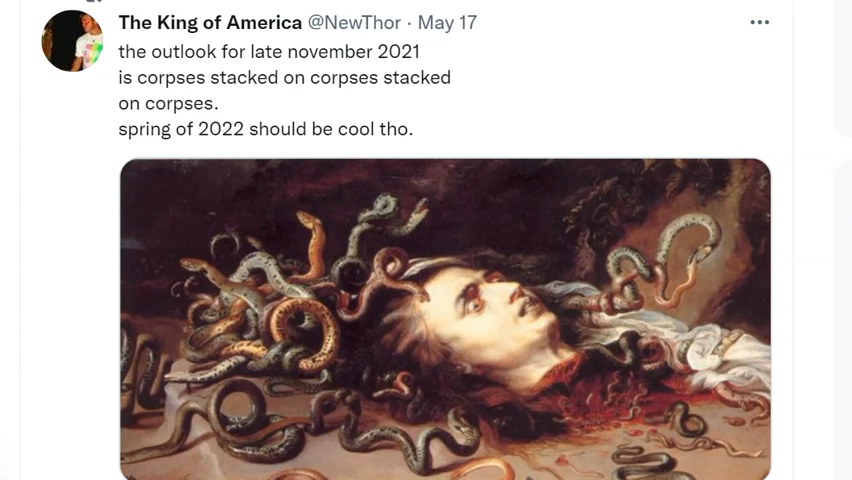 The King of America @NewThor · May 17
the outlook for late november 2021
is corpses stacked on corpses stacked
on corpses.
spring of 2022 should be cool tho.